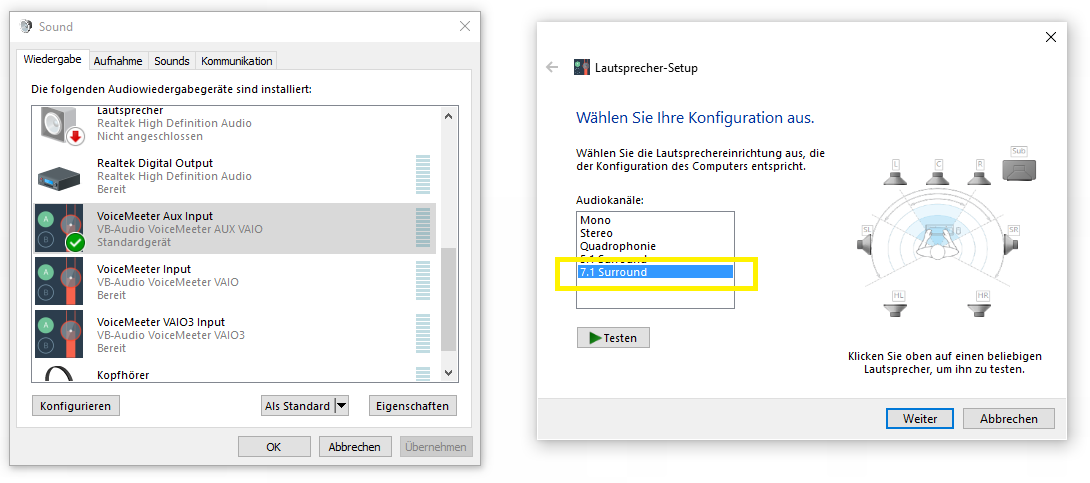 Sound
Wiedergabe
Aufnahme
Sounds
Kommunikation
Die folgenden Audiowiedergabegeräte sind installiert:
Lautsprecher
Realtek High Definition Audio
Nicht angeschlossen
Realtek Digital Output
Realtek High Definition Audio
Bereit
A
B
VoiceMeeter Aux Input
VB-Audio VoiceMeeter AUX VAIO
Standardgerät
A
B
VoiceMeeter Input
VB-Audio VoiceMeeter VAIO
Bereit
A
B
VoiceMeeter VAIO3 Input
VB-Audio VoiceMeeter VAIO3
Bereit
Kopfhörer
Konfigurieren
Als Standard
Eigenschaften
OK
Abbrechen
Übernehmen
Lautsprecher-Setup
Wählen Sie Ihre Konfiguration aus.
Wählen Sie die Lautsprechereinrichtung aus, die
der Konfiguration des Computers entspricht.
Audiokanäle:
Mono
Stereo
Quadrophonie
5.1 Surround
7.1 Surround
Testen
L
C
R
Sub
SL
SR
HL
HR
Klicken Sie oben auf einen beliebigen
Lautsprecher, um ihn zu testen.
Weiter
Abbrechen